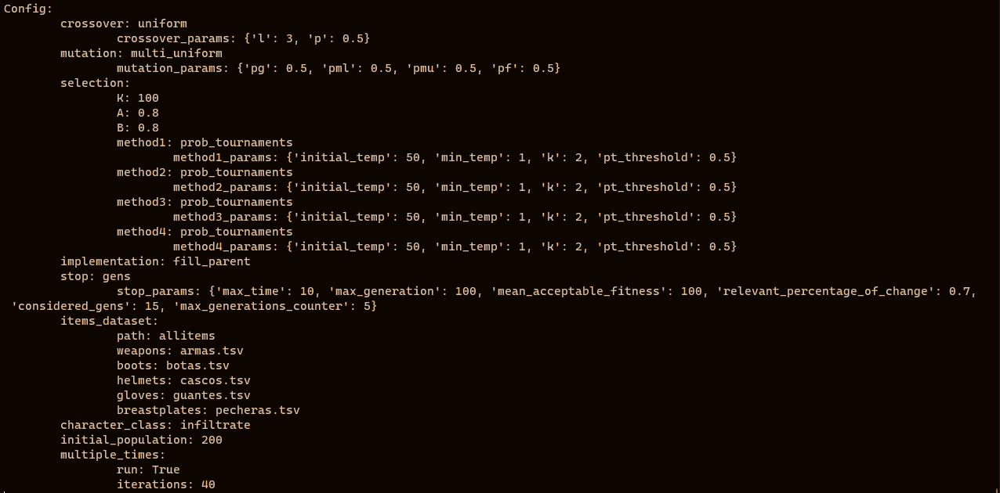 Config:
crossover: uniform
crossover_params: {'l': 3, 'p': 0.5}
mutation: multi_uniform
mutation_params: {'pg': 0.5, 'pml': 0.5, 'pmu': 0.5, 'pf': 0.5}
selection:
K: 100
A: 0.8
B: 0.8
method1: prob_tournaments
method1_params: {'initial_temp': 50, 'min_temp': 1, 'k': 2, 'pt_threshold': 0.5}
method2: prob_tournaments
method2_params: {'initial_temp': 50, 'min_temp': 1, 'k': 2, 'pt_threshold': 0.5}
method3: prob_tournaments
method3_params: {'initial_temp': 50, 'min_temp': 1, 'k': 2, 'pt_threshold': 0.5}
method4: prob_tournaments
method4_params: {'initial_temp': 50, 'min_temp': 1, 'k': 2, 'pt_threshold': 0.5}
implementation: fill_parent
stop: gens
stop_params: {'max_time': 10, 'max_generation': 100, 'mean_acceptable_fitness': 100, 'relevant_percentage_of_change': 0.7,
'considered_gens': 15, 'max_generations_counter': 5}
items_dataset:
path: allitems
weapons: armas.tsv
boots: botas.tsv
helmets: cascos.tsv
gloves: guantes.tsv
breastplates: pecheras.tsv
character_class: infiltrate
initial_population: 200
multiple_times:
run: True
iterations: 40